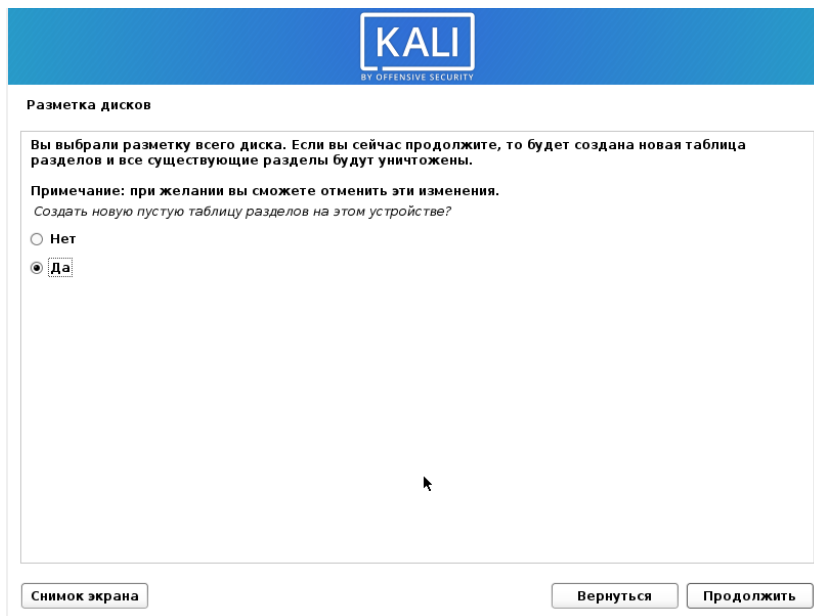 KALI
BY OFFENSIVE SECURITY
Разметка дисков
Вы выбрали разметку всего диска. Если вы сейчас продолжите, то будет создана новая таблица
разделов и все существующие разделы будут уничтожены.
Примечание: при желании вы сможете отменить эти изменения.
Создать новую пустую таблицу разделов на этом устройстве?
Нет
Да
Снимок экрана
Вернуться
Продолжить